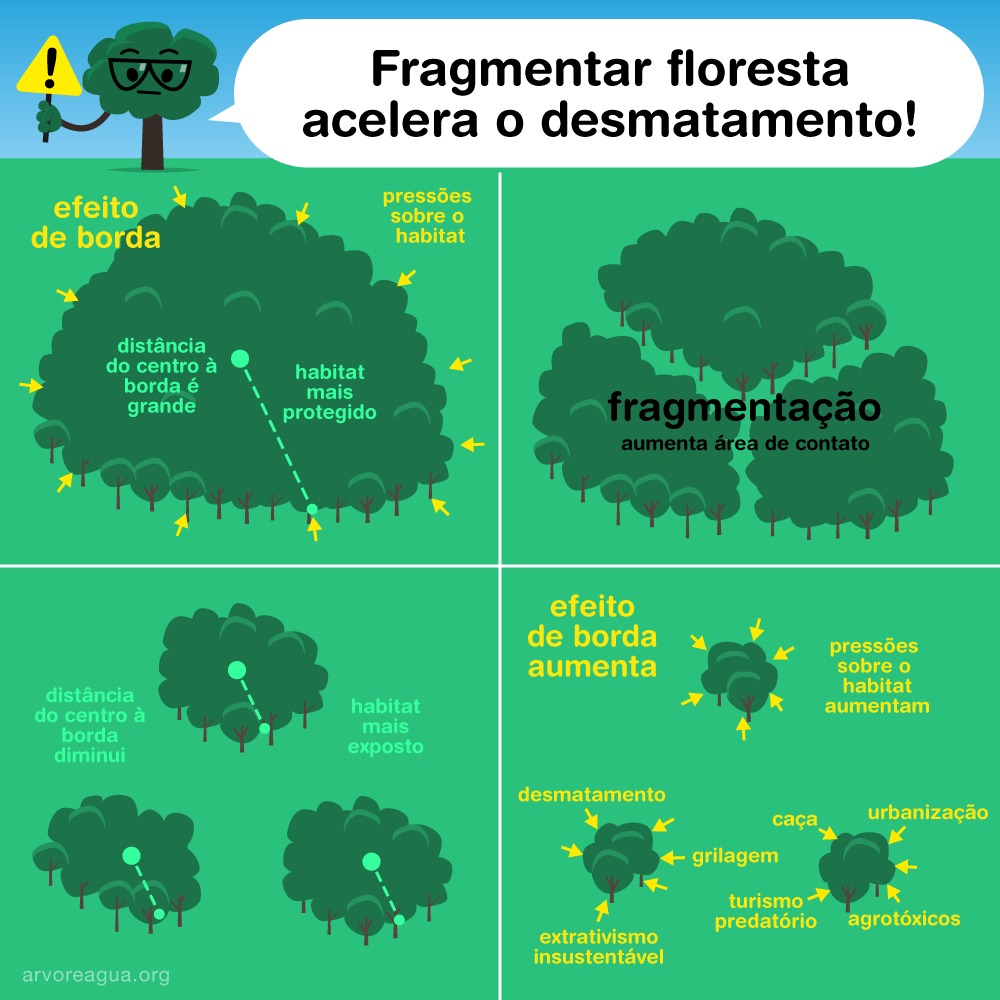 !
Fragmentar floresta
acelera o desmatamento!
efeito
de borda
pressões
sobre o
habitat
distância
do centro à
borda é
grande
habitat
mais
protegido
fragmentação
aumenta área de contato
distância
do centro à
borda
diminui
habitat
mais
exposto
efeito
de borda
aumenta
pressões
sobre o
habitat
aumentam
desmatamento
grilagem
extrativismo
insustentável
caça
urbanização
turismo
predatório
agrotóxicos
arvoreagua.org